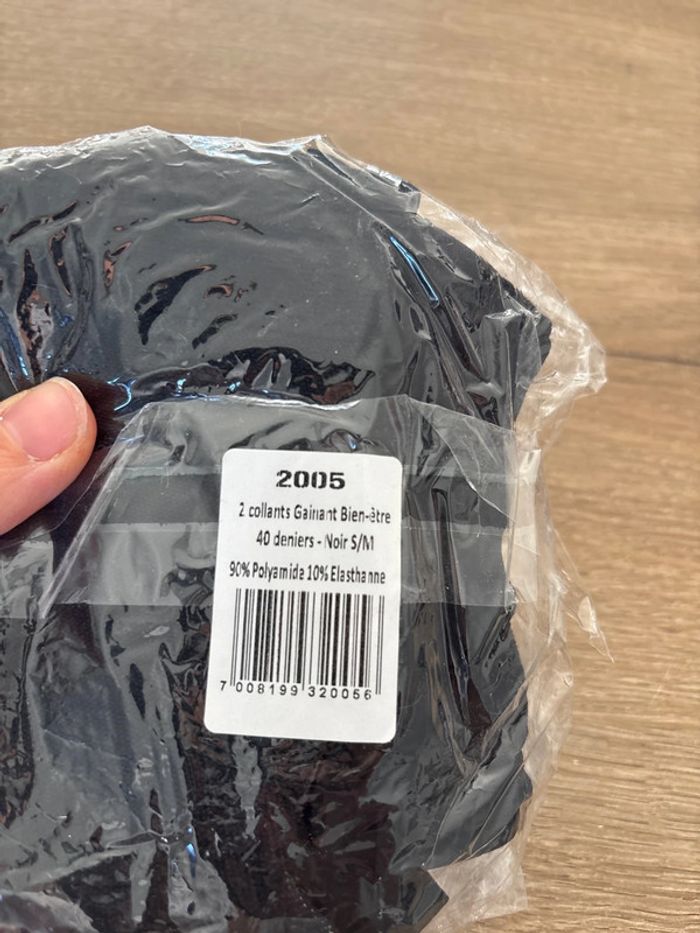 2005
2 collants Gainant Bien-être
40 deniers - Noir S/M
90% Polyamide 10% Elasthanne
7 008199 320056